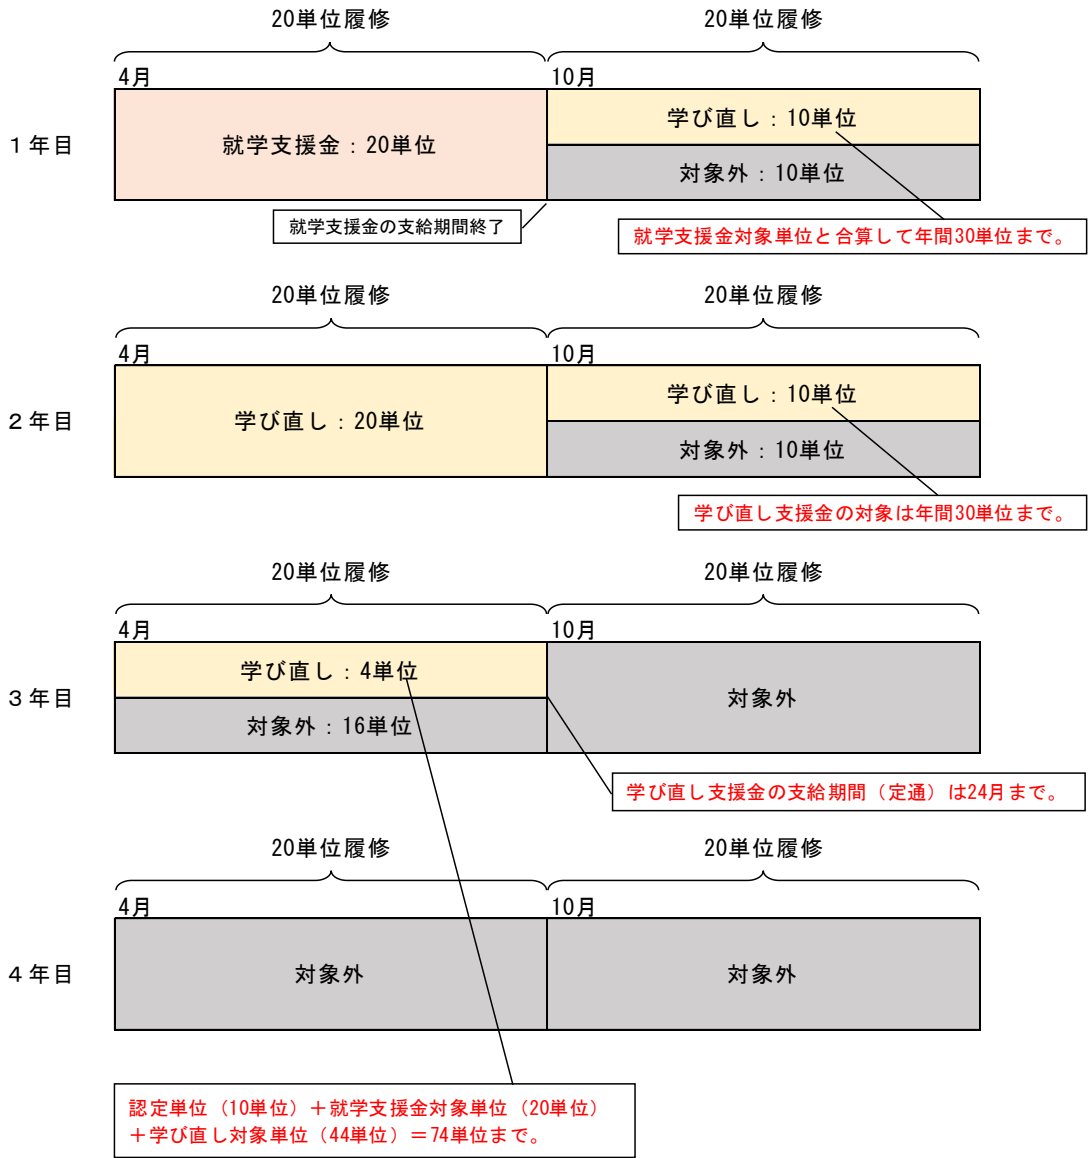 20単位履修
20単位履修
4月
10月
1年目
就学支援金：20単位
学び直し：10単位
対象外：10単位
就学支援金の支給期間終了
就学支援金対象単位と合算して年間30単位まで。
20単位履修
20単位履修
4月
10月
2年目
学び直し：20単位
学び直し：10単位
対象外：10単位
学び直し支援金の対象は年間30単位まで。
20単位履修
20単位履修
4月
10月
3年目
学び直し：4単位
対象外：16単位
対象外
学び直し支援金の支給期間（定通）は24月まで。
20単位履修
20単位履修
4月
10月
4年目
対象外
対象外
認定単位（10単位）＋就学支援金対象単位（20単位）
＋学び直し対象単位（44単位）＝74単位まで。